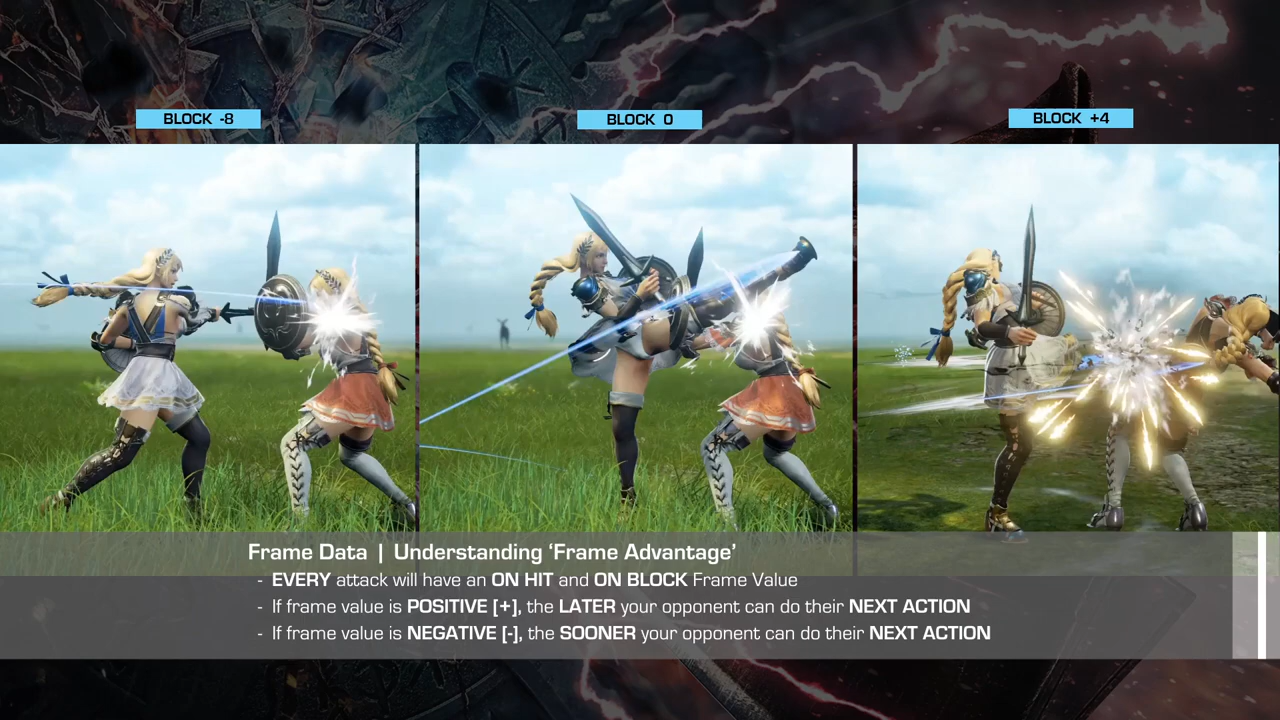 BLOCK -8
BLOCK 0
BLOCK +4
Frame Data | Understanding ‘Frame Advantage’
- EVERY attack will have an ON HIT and ON BLOCK Frame Value
- If frame value is POSITIVE [+], the LATER your opponent can do their NEXT ACTION
- If frame value is NEGATIVE [-], the SOONER your opponent can do their NEXT ACTION